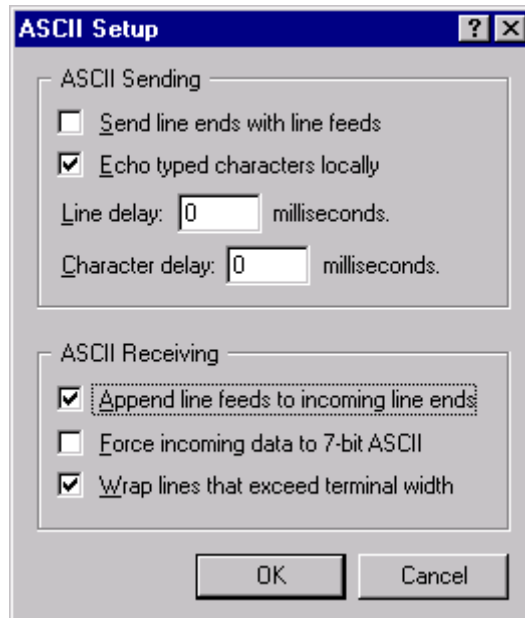 ASCII Setup
ASCII Sending
Send line ends with line feeds
Echo typed characters locally
Line delay: 0 milliseconds.
Character delay: 0 milliseconds.
ASCII Receiving
Append line feeds to incoming line ends
Force incoming data to 7-bit ASCII
Wrap lines that exceed terminal width
OK Cancel